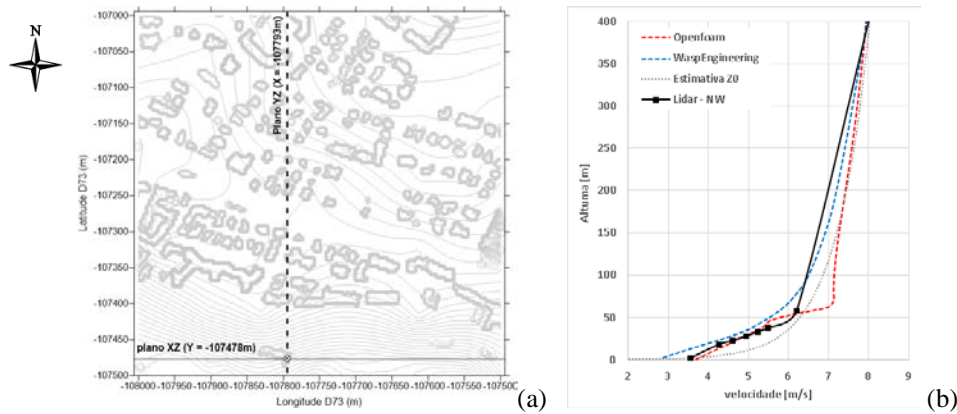 N
-107000
-107050
-107100
-107150
-107200
-107250
-107300
-107350
-107400
-107450
-107500
Latitude D73 (m)
Plano YZ (X = -107793m)
plano XZ (Y = -107478m)
-108000 -107950 -107900 -107850 -107800 -107750 -107700 -107650 -107600 -107550 -10750
Longitude D73 (m)
(a)
400
350
300
250
200
150
100
50
0
Altuma [m]
Openfoam
WaspEngineering
Estimativa Z0
Lidar - NW
2 3 4 5 6 7 8 9
velocidade [m/s]
(b)